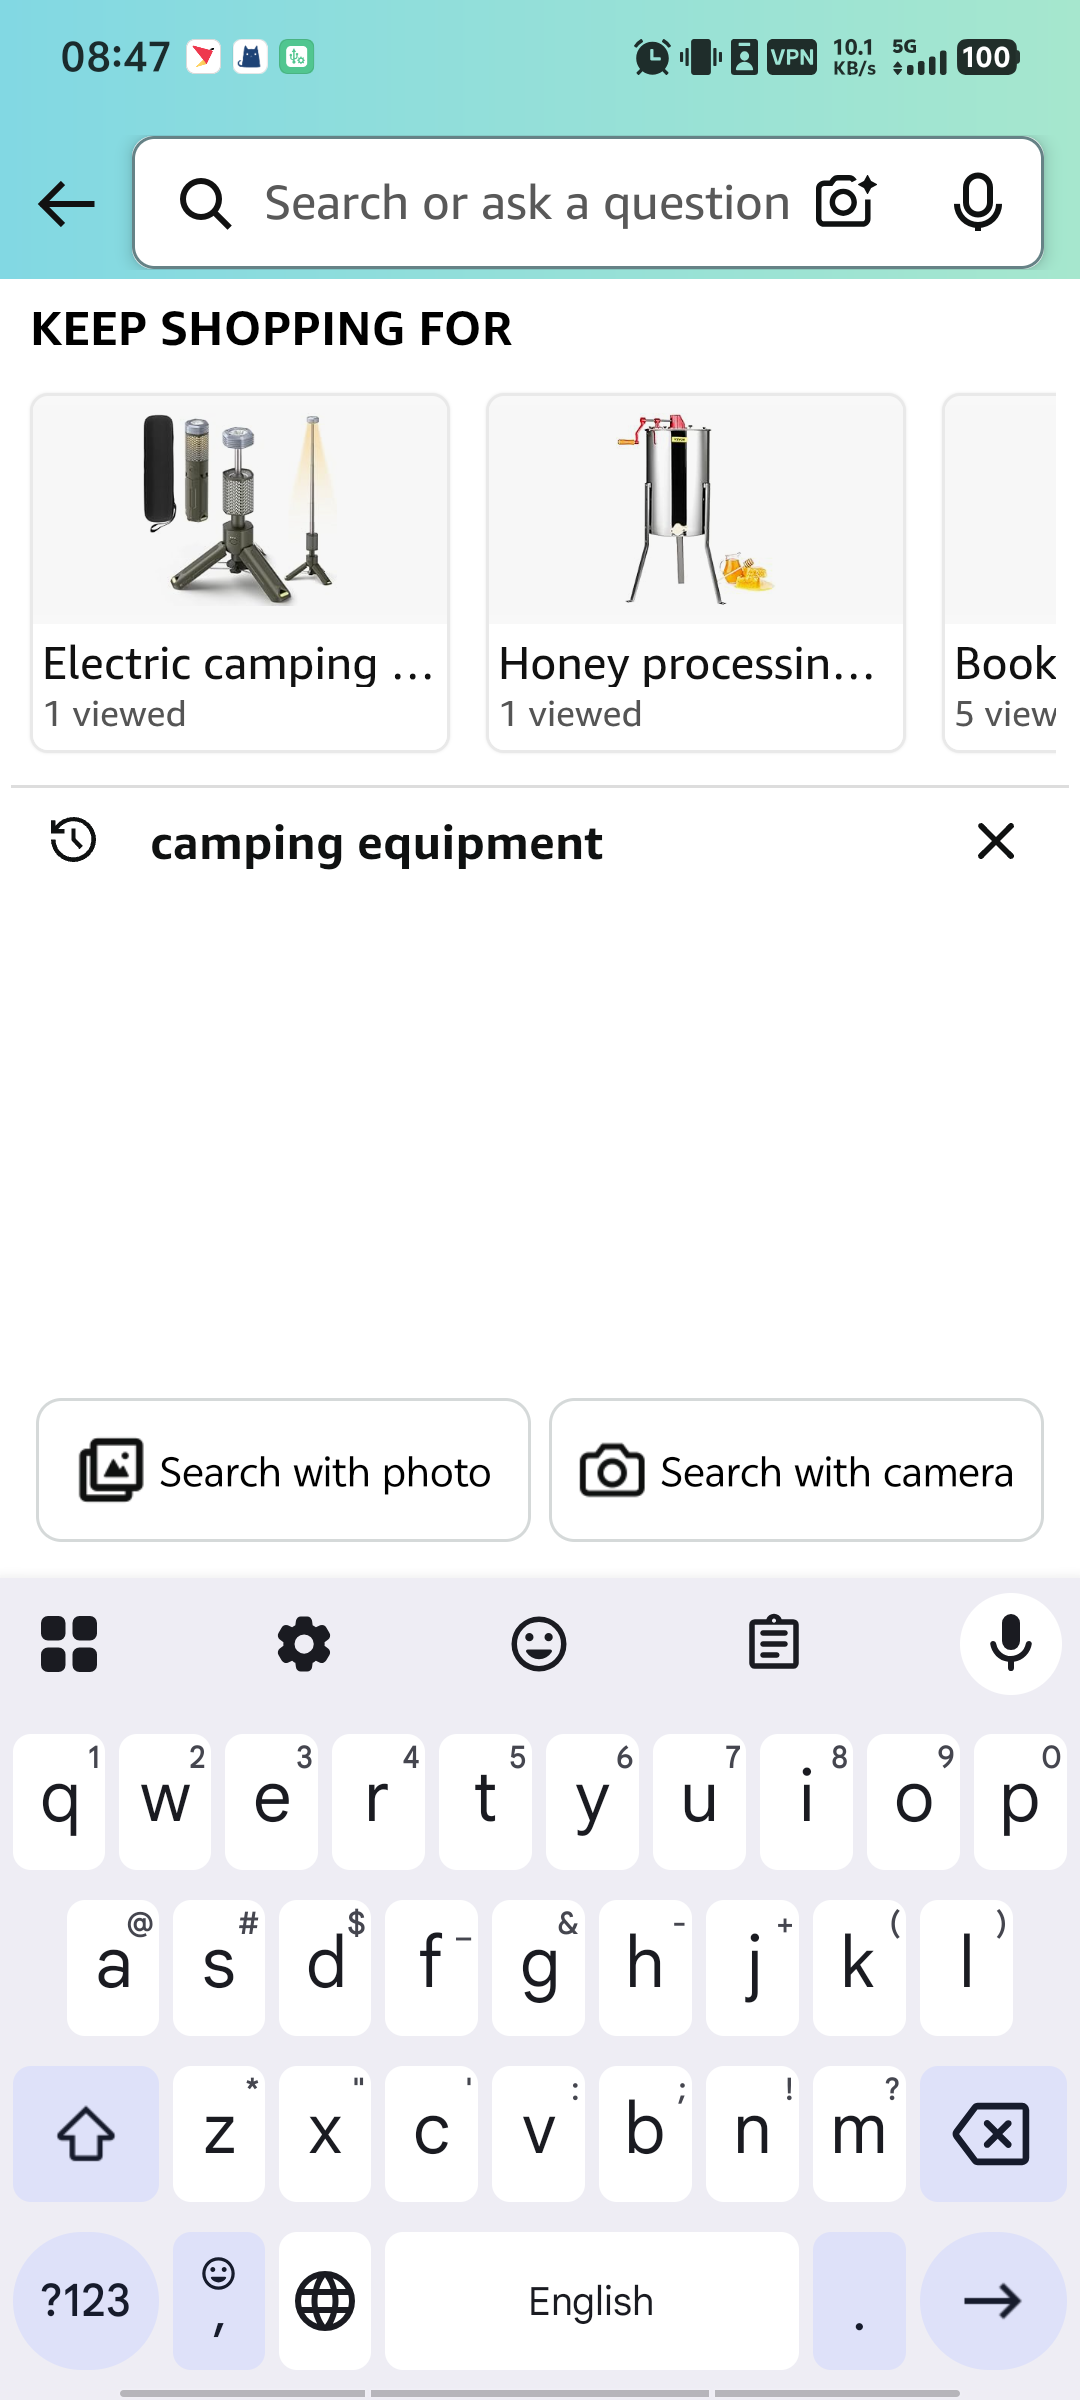 08:47
VPN
10.1 KB/s
5G
100
Search or ask a question
KEEP SHOPPING FOR
Electric camping ...
1 viewed
Honey processin...
1 viewed
Book
5 view
camping equipment
Search with photo
Search with camera
1 2 3 4 5 6 7 8 9 0
q w e r t y u i o p
@ # $ _ & - + ( )
a s d f g h j k l
* " ' : ; ! ?
z x c v b n m
?123 , English .